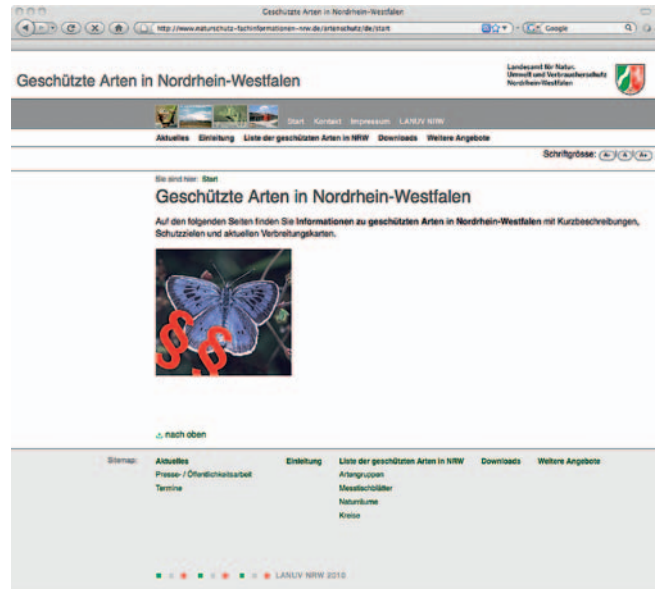 Geschützte Arten in Nordrhein-Westfalen
http://www.naturschutz-fachinformationen-nrw.de/artenschutz/de/start
Google
Geschützte Arten in Nordrhein-Westfalen
Landesamt für Natur,
Umwelt und Verbraucherschutz
Nordrhein-Westfalen
Start Kontakt Impressum LANUV NRW
Aktuelles Einleitung Liste der geschützten Arten in NRW Downloads Weitere Angebote
Schriftgrösse: A- A A+
Sie sind hier: Start
Geschützte Arten in Nordrhein-Westfalen
Auf den folgenden Seiten finden Sie Informationen zu geschützten Arten in Nordrhein-Westfalen mit Kurzbeschreibungen,
Schutzzielen und aktuellen Verbreitungskarten.
§§
nach oben
Sitemap: Aktuelles Einleitung Liste der geschützten Arten in NRW Downloads Weitere Angebote
Presse- / Öffentlichkeitsarbeit Artengruppen
Termine Messtischblätter
Naturräume
Kreise
LANUV NRW 2010